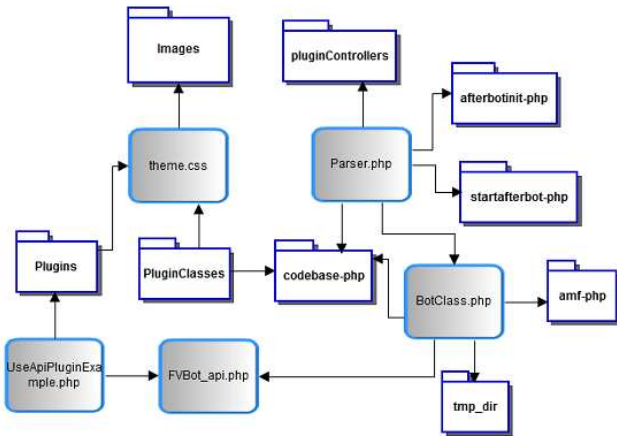 Images
pluginControllers
afterbotinit-php
theme.css
Parser.php
startafterbot-php
Plugins
PluginClasses
codebase-php
BotClass.php
amf-php
UseApiPluginExa
mple.php
FVBot_api.php
tmp_dir